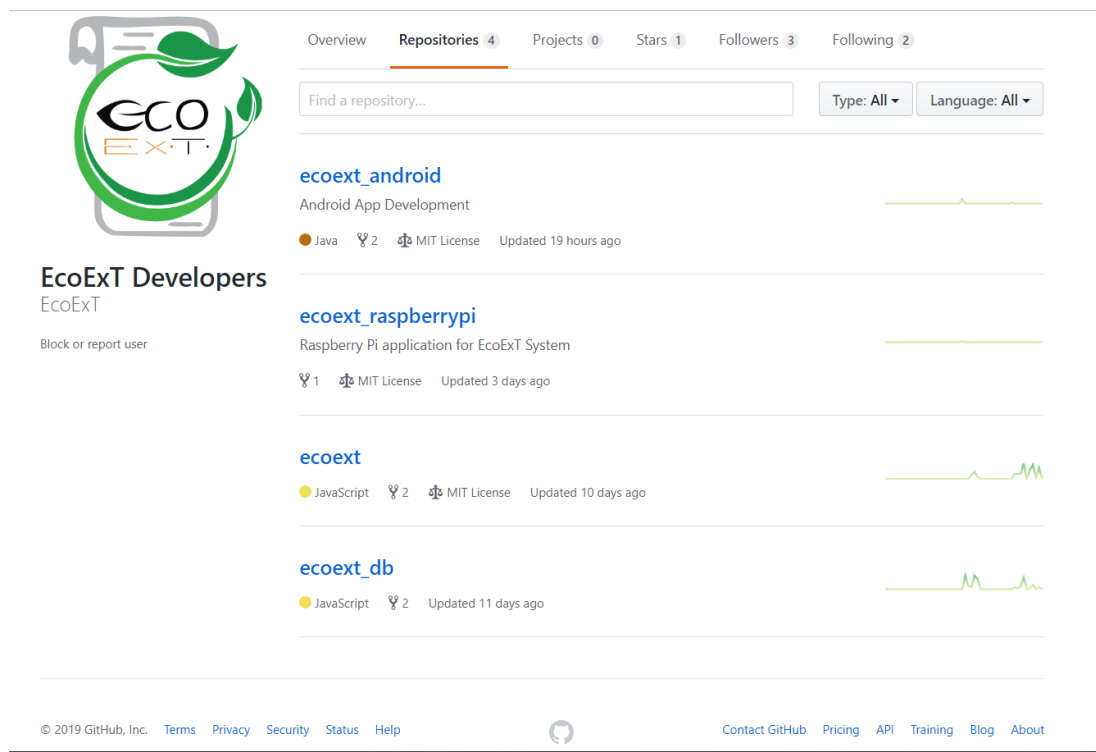 Overview Repositories 4 Projects 0 Stars 1 Followers 3 Following 2
eco
Ex.T.
Find a repository... Type: All Language: All
ecoext_android
Android App Development
Java 2 MIT License Updated 19 hours ago
EcoExT Developers
EcoExT
Block or report user
ecoext_raspberrypi
Raspberry Pi application for EcoExT System
1 MIT License Updated 3 days ago
ecoext
JavaScript 2 MIT License Updated 10 days ago
ecoext_db
JavaScript 2 Updated 11 days ago
© 2019 GitHub, Inc. Terms Privacy Security Status Help Contact GitHub Pricing API Training Blog About